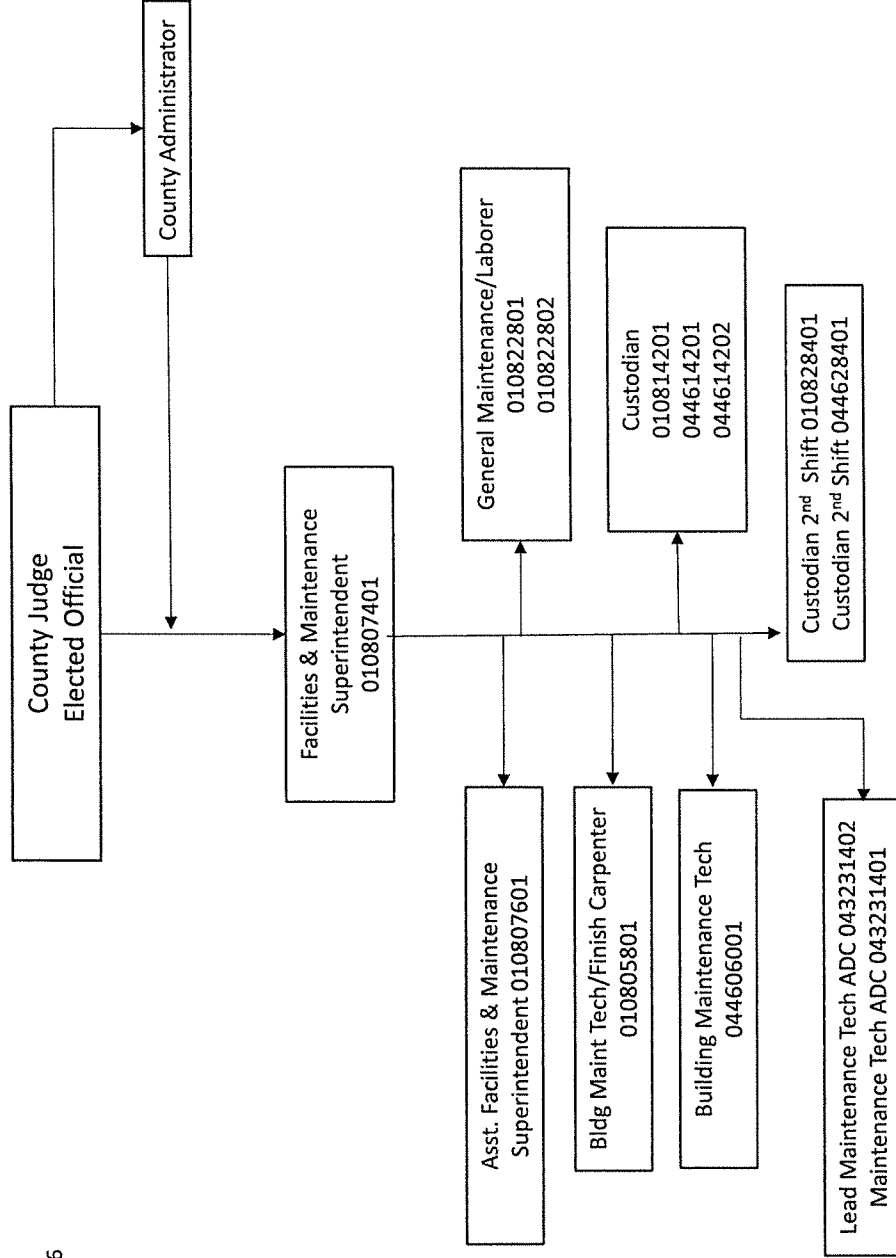 County Judge
Elected Official
County Administrator
Facilities & Maintenance
Superintendent
010807401
Asst. Facilities & Maintenance
Superintendent 010807601
General Maintenance/Laborer
010822801
010822802
Bldg Maint Tech/Finish Carpenter
010805801
Custodian
010814201
044614201
044614202
Building Maintenance Tech
044606001
Custodian 2nd Shift 010828401
Custodian 2nd Shift 044628401
Lead Maintenance Tech ADC 043231402
Maintenance Tech ADC 043231401
6